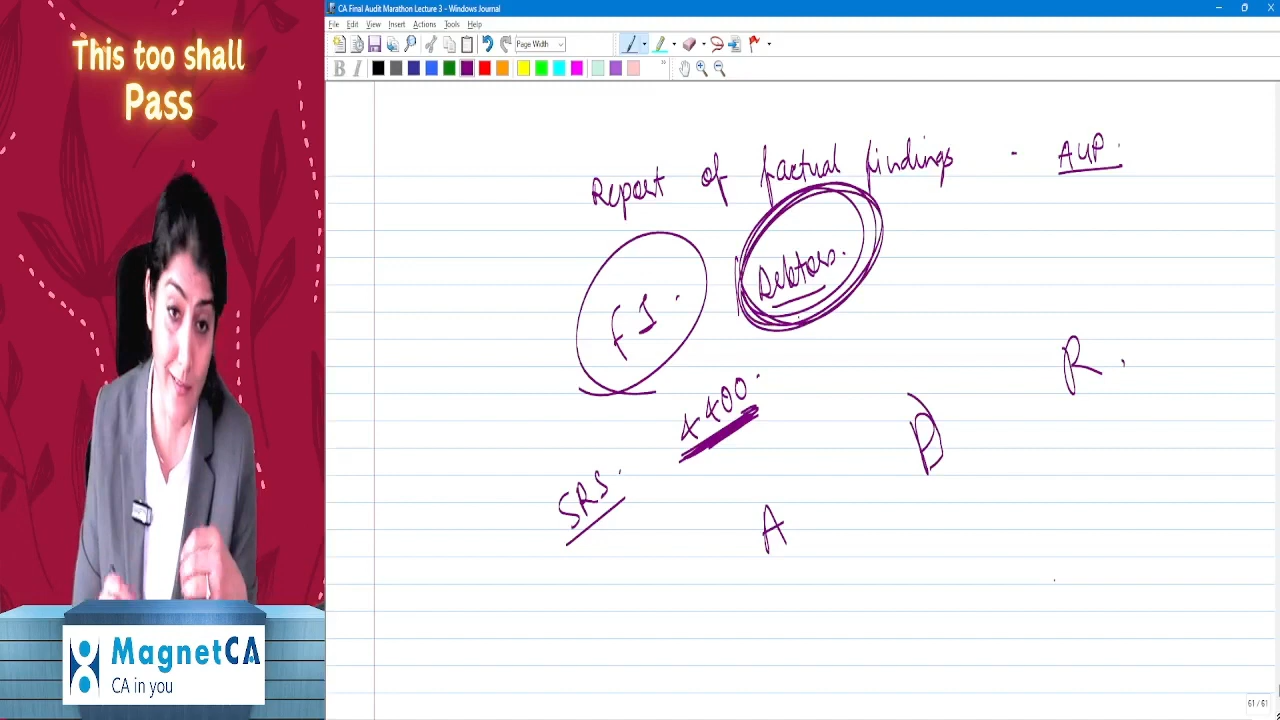 CA Final Audit Marathon Lecture 3 - Windows Journal
File Edit View Insert Actions Tools Help
Page Width
B I
This too shall
Pass
Report of factual findings - AUP.
Debtors.
F I.
R.
4400.
P
SRS.
A
MagnetCA
CA in you
61 / 61